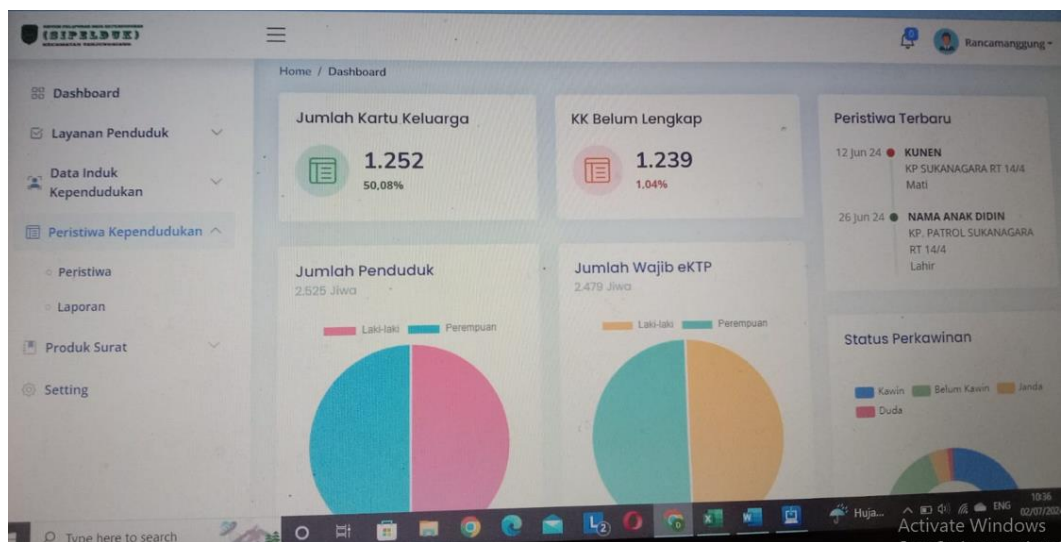 (SIPELDUK)
Rancamanggung
Home / Dashboard
Dashboard
Layanan Penduduk
Data Induk
Kependudukan
Peristiwa Kependudukan
Peristiwa
Laporan
Produk Surat
Setting
Jumlah Kartu Keluarga
1.252
50,08%
KK Belum Lengkap
1.239
1.04%
Peristiwa Terbaru
12 Jun 24
KUNEN
KP SUKANAGARA RT 14/4
Mati
26 Jun 24
NAMA ANAK DIDIN
KP. PATROL SUKANAGARA
RT 14/4
Lahir
Jumlah Penduduk
2.525 Jiwa
Laki-laki Perempuan
Jumlah Wajib eKTP
2.479 Jiwa
Laki-laki Perempuan
Status Perkawinan
Kawin Belum Kawin Janda
Duda
Type here to search
Huja...
ENG
10:36
02/07/202
Activate Windows